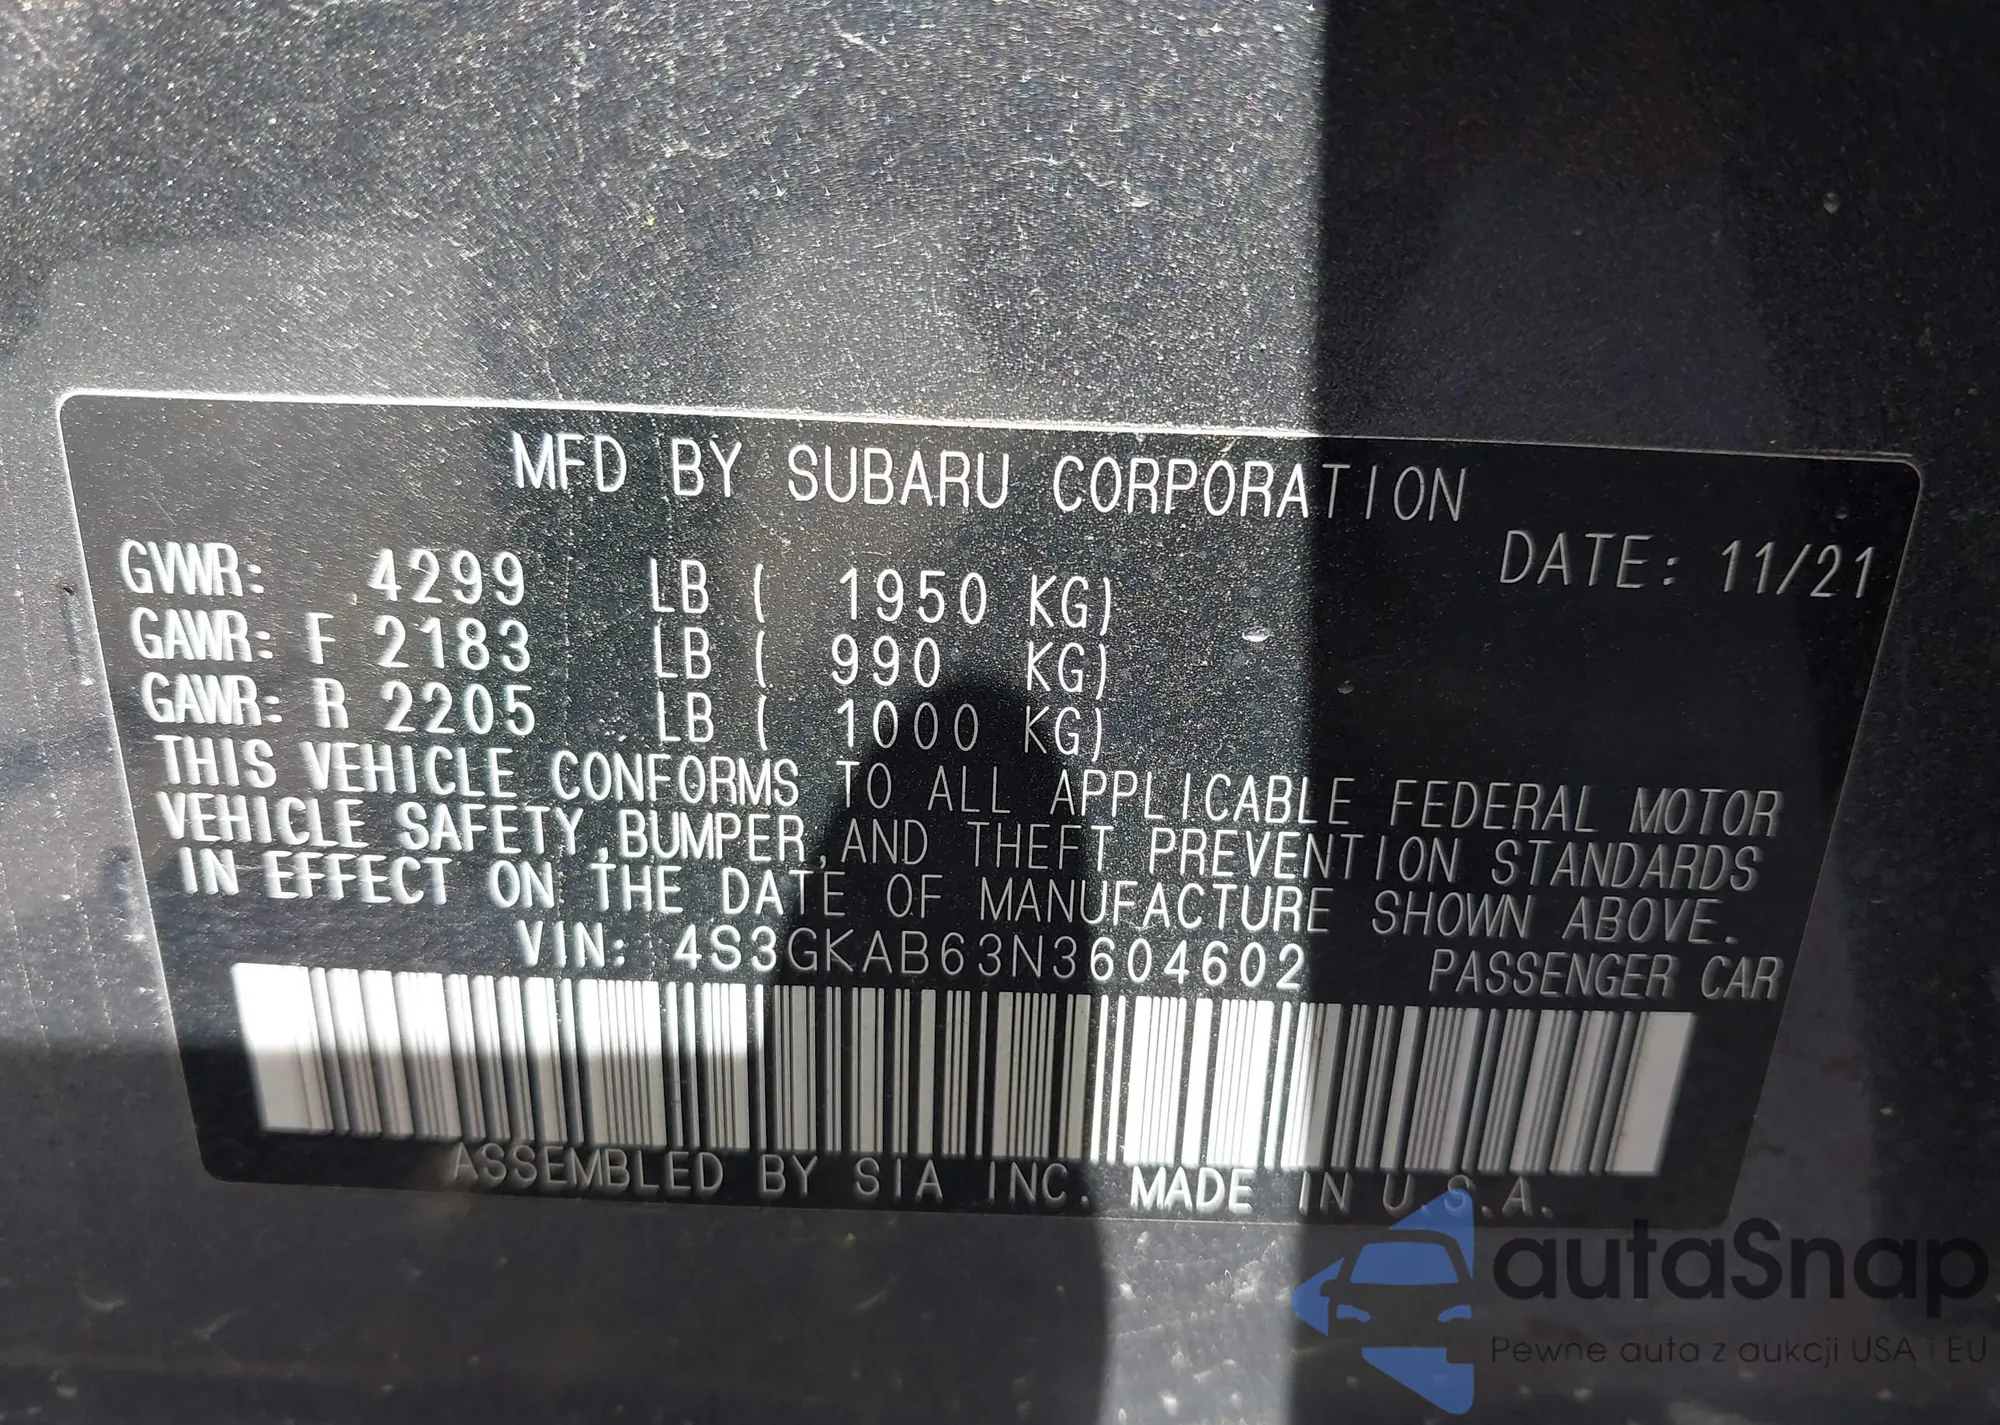 MFD BY SUBARU CORPORATION
DATE: 11/21
GVWR: 4299 LB ( 1950 KG)
GAWR: F 2183 LB ( 990 KG)
GAWR: R 2205 LB ( 1000 KG)
THIS VEHICLE CONFORMS TO ALL APPLICABLE FEDERAL MOTOR
VEHICLE SAFETY,BUMPER,AND THEFT PREVENTION STANDARDS
IN EFFECT ON THE DATE OF MANUFACTURE SHOWN ABOVE.
VIN: 4S3GKAB63N3604602 PASSENGER CAR
ASSEMBLED BY SIA INC. MADE IN U.S.A.
autaSnap
Pewne auta z aukcji USA i EU